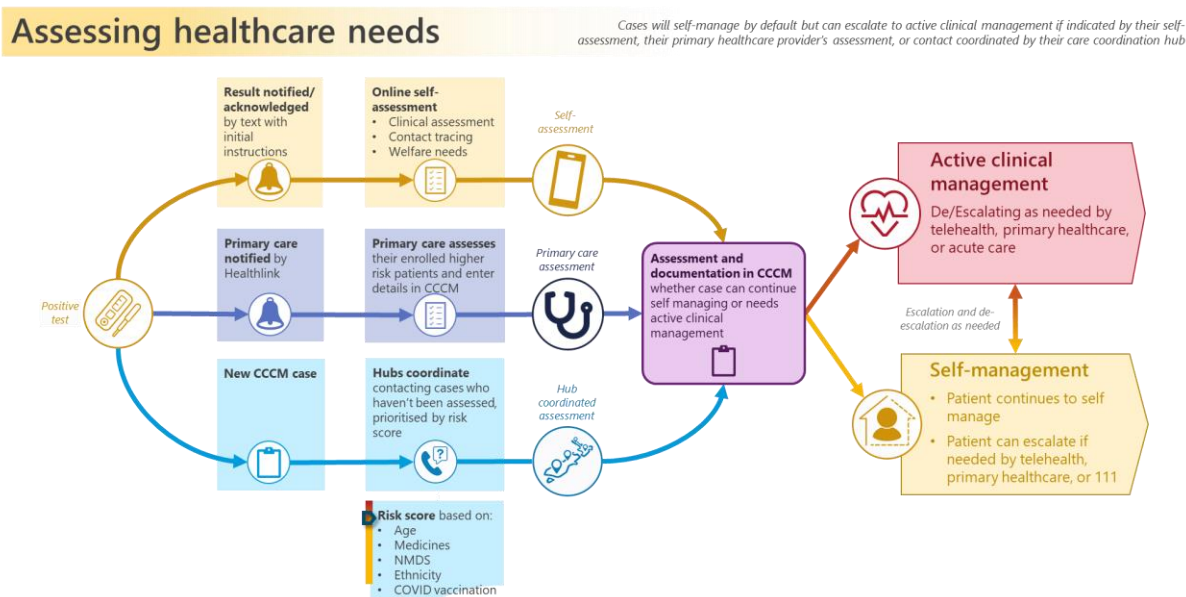 Assessing healthcare needs
Cases will self-manage by default but can escalate to active clinical management if indicated by their self-
assessment, their primary healthcare provider's assessment, or contact coordinated by their care coordination hub
Positive
test
Result notified/
acknowledged
by text with
initial
instructions
Online self-
assessment
• Clinical assessment
• Contact tracing
• Welfare needs
Self-
assessment
Primary care
notified by
Healthlink
Primary care assesses
their enrolled higher
risk patients and enter
details in CCCM
Primary care
assessment
New CCCM case
Hubs coordinate
contacting cases who
haven't been assessed,
prioritised by risk
score
?
Hub
coordinated
assessment
Risk score based on:
• Age
• Medicines
• NMDS
• Ethnicity
• COVID vaccination
Assessment and
documentation in CCCM
whether case can continue
self managing or needs
active clinical
management
Active clinical
management
De/Escalating as needed by
telehealth, primary healthcare,
or acute care
Escalation and de-
escalation as needed
Self-management
• Patient continues to self
manage
• Patient can escalate if
needed by telehealth,
primary healthcare, or 111